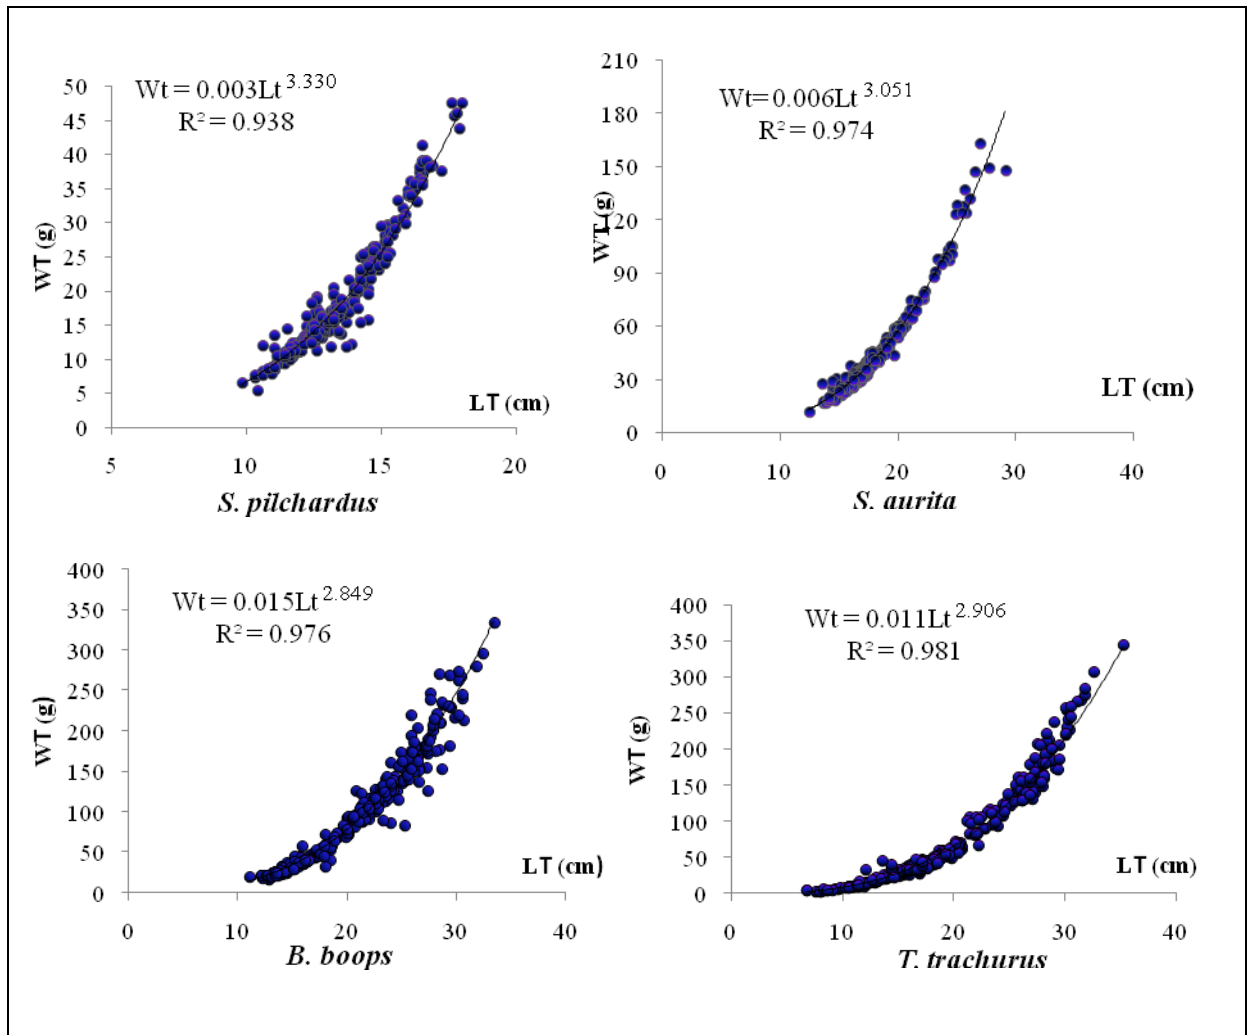 Wt = 0.003Lt^3.330
R² = 0.938
50
45
40
35
30
25
20
15
10
5
0
WT (g)
LT (cm)
5 10 15 20
S. pilchardus
Wt= 0.006Lt^3.051
R² = 0.974
210
180
150
120
90
60
30
0
WT (g)
LT (cm)
0 10 20 30 40
S. aurita
Wt = 0.015Lt^2.849
R² = 0.976
400
350
300
250
200
150
100
50
0
WT (g)
LT (cm)
0 10 20 30 40
B. boops
Wt = 0.011Lt^2.906
R² = 0.981
400
350
300
250
200
150
100
50
0
WT (g)
LT (cm)
0 10 20 30 40
T. trachurus